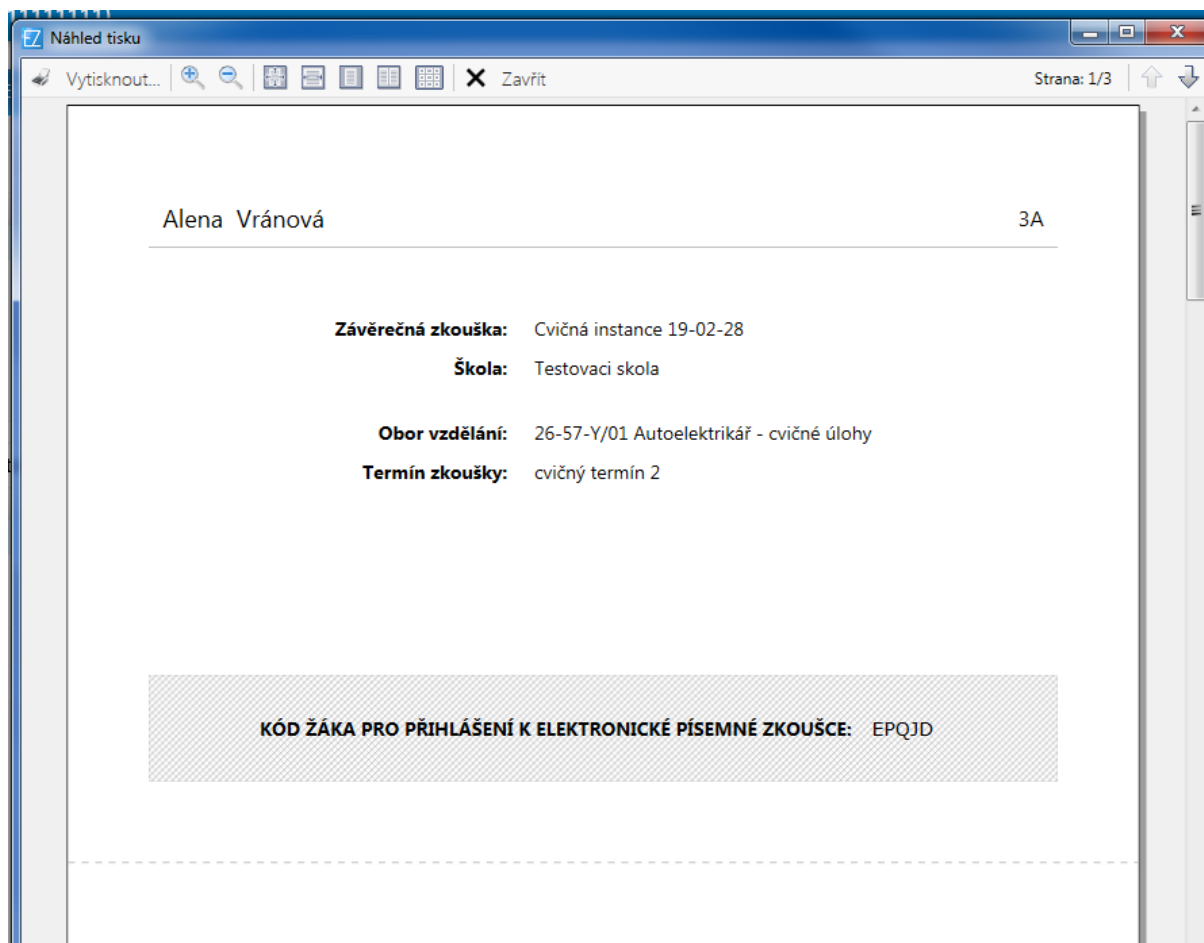 Náhled tisku
Vytisknout... Zavřít Strana: 1/3
Alena Vránová 3A
Závěrečná zkouška: Cvičná instance 19-02-28
Škola: Testovaci skola
Obor vzdělání: 26-57-Y/01 Autoelektrikář - cvičné úlohy
Termín zkoušky: cvičný termín 2
KÓD ŽÁKA PRO PŘIHLÁŠENÍ K ELEKTRONICKÉ PÍSEMNÉ ZKOUŠCE: EPQJD